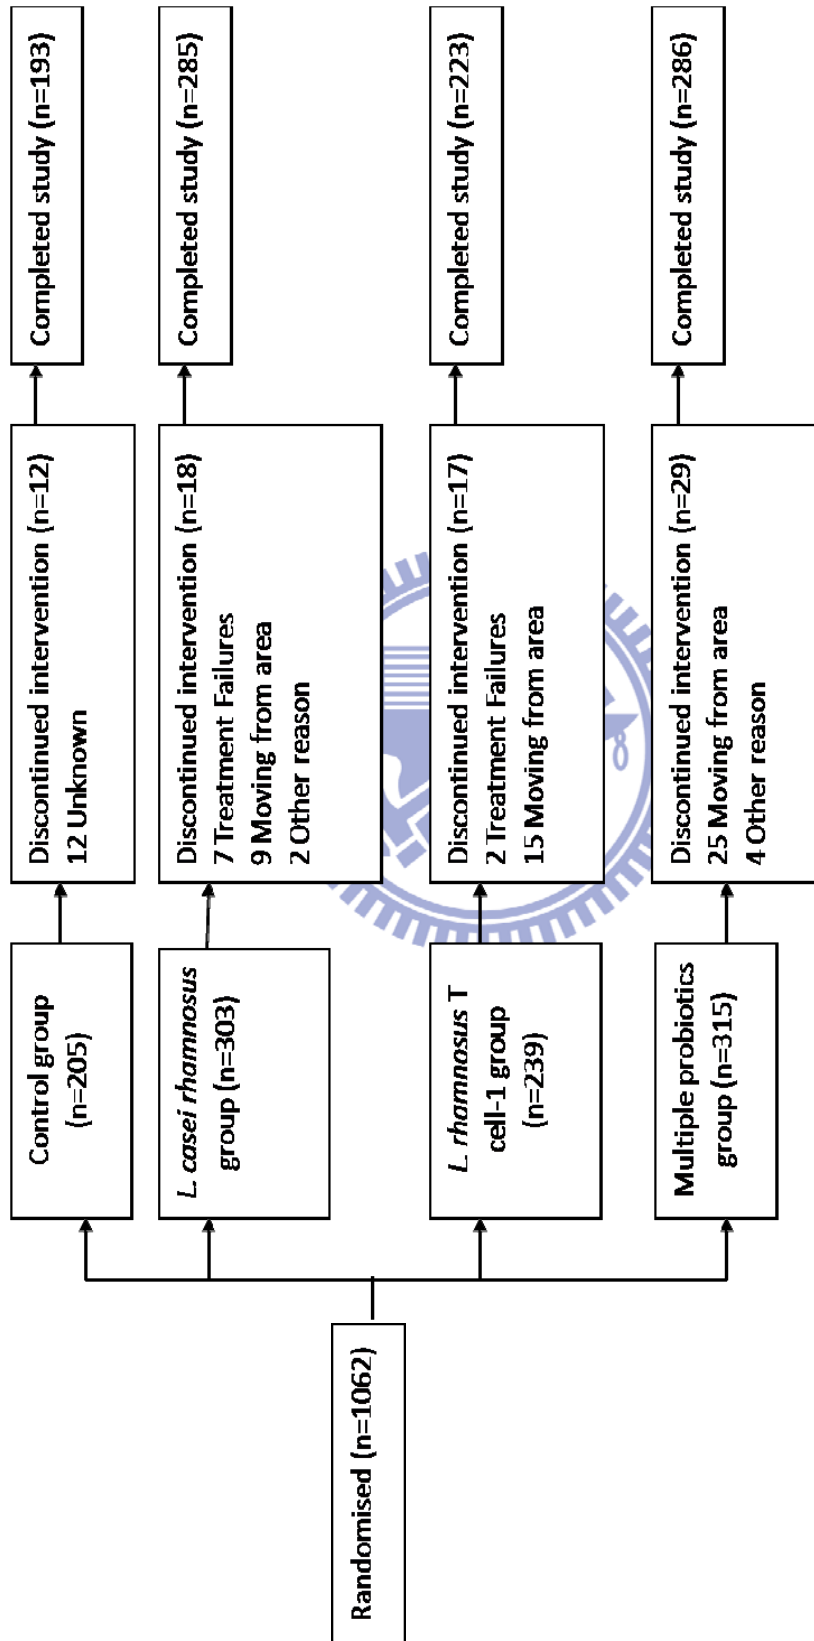 Randomised (n=1062)
Control group
(n=205)
L. casei rhamnosus
group (n=303)
L. rhamnosus T
cell-1 group
(n=239)
Multiple probiotics
group (n=315)
Discontinued intervention (n=12)
12 Unknown
Discontinued intervention (n=18)
7 Treatment Failures
9 Moving from area
2 Other reason
Discontinued intervention (n=17)
2 Treatment Failures
15 Moving from area
Discontinued intervention (n=29)
25 Moving from area
4 Other reason
Completed study (n=193)
Completed study (n=285)
Completed study (n=223)
Completed study (n=286)